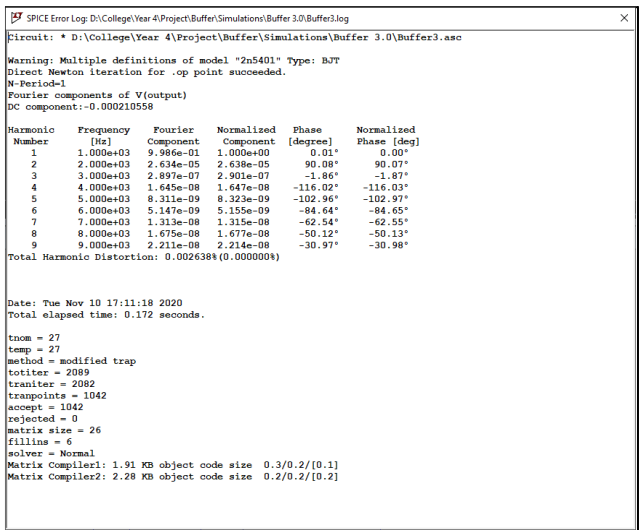 SPICE Error Log: D:\College\Year 4\Project\Buffer\Simulations\Buffer 3.0\Buffer3.log
Circuit: * D:\College\Year 4\Project\Buffer\Simulations\Buffer 3.0\Buffer3.asc
Warning: Multiple definitions of model "2n5401" Type: BJT
Direct Newton iteration for .op point succeeded.
N-Period=1
Fourier components of V(output)
DC component:-0.000210558
Harmonic Frequency Fourier Normalized Phase Normalized
Number [Hz] Component Component [degree] Phase [deg]
1 1.000e+03 9.986e-01 1.000e+00 0.01° 0.00°
2 2.000e+03 2.634e-05 2.638e-05 90.08° 90.07°
3 3.000e+03 2.897e-07 2.901e-07 -1.86° -1.87°
4 4.000e+03 1.645e-08 1.647e-08 -116.02° -116.03°
5 5.000e+03 8.311e-09 8.323e-09 -102.96° -102.97°
6 6.000e+03 5.147e-09 5.155e-09 -84.64° -84.65°
7 7.000e+03 1.313e-08 1.315e-08 -62.54° -62.55°
8 8.000e+03 1.675e-08 1.677e-08 -50.12° -50.13°
9 9.000e+03 2.211e-08 2.214e-08 -30.97° -30.98°
Total Harmonic Distortion: 0.002638%(0.000000%)
Date: Tue Nov 10 17:11:18 2020
Total elapsed time: 0.172 seconds.
tnom = 27
temp = 27
method = modified trap
totiter = 2089
traniter = 2082
tranpoints = 1042
accept = 1042
rejected = 0
matrix size = 26
fillins = 6
solver = Normal
Matrix Compiler1: 1.91 KB object code size 0.3/0.2/[0.1]
Matrix Compiler2: 2.28 KB object code size 0.2/0.2/[0.2]